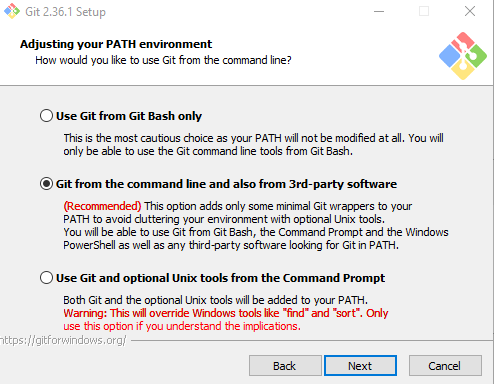 Git 2.36.1 Setup
Adjusting your PATH environment
How would you like to use Git from the command line?
Use Git from Git Bash only
This is the most cautious choice as your PATH will not be modified at all. You will
only be able to use the Git command line tools from Git Bash.
Git from the command line and also from 3rd-party software
(Recommended) This option adds only some minimal Git wrappers to your
PATH to avoid cluttering your environment with optional Unix tools.
You will be able to use Git from Git Bash, the Command Prompt and the Windows
PowerShell as well as any third-party software looking for Git in PATH.
Use Git and optional Unix tools from the Command Prompt
Both Git and the optional Unix tools will be added to your PATH.
Warning: This will override Windows tools like "find" and "sort". Only
use this option if you understand the implications.
https://gitforwindows.org/
Back Next Cancel